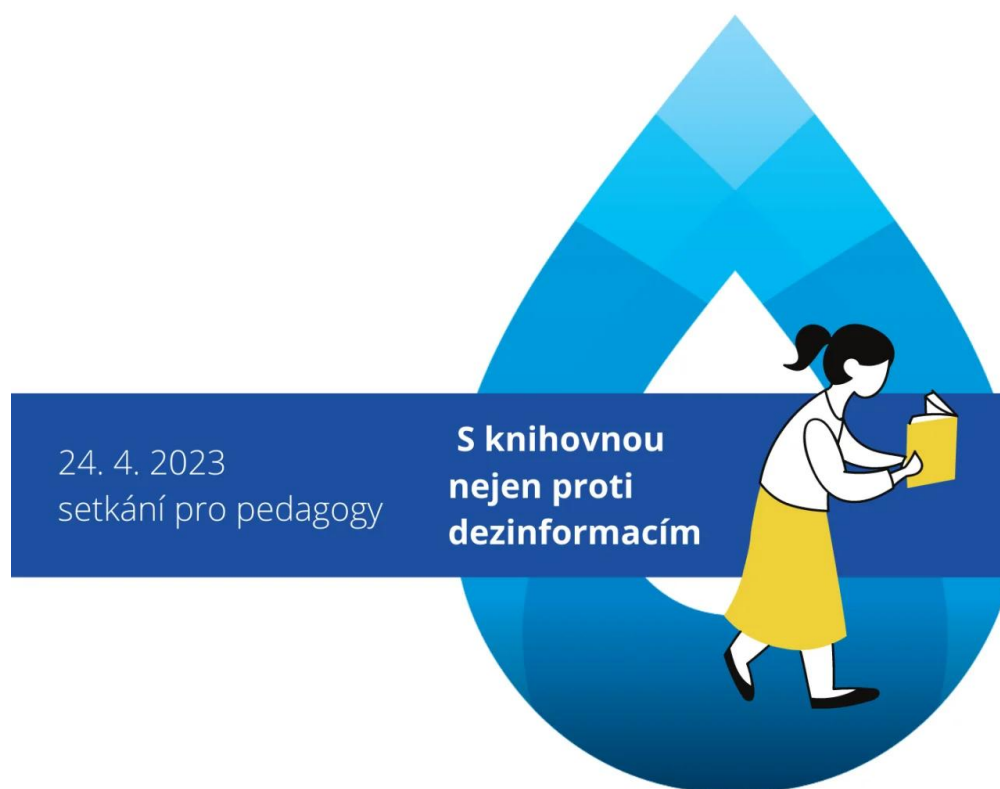 24. 4. 2023
setkání pro pedagogy
S knihovnou
nejen proti
dezinformacím